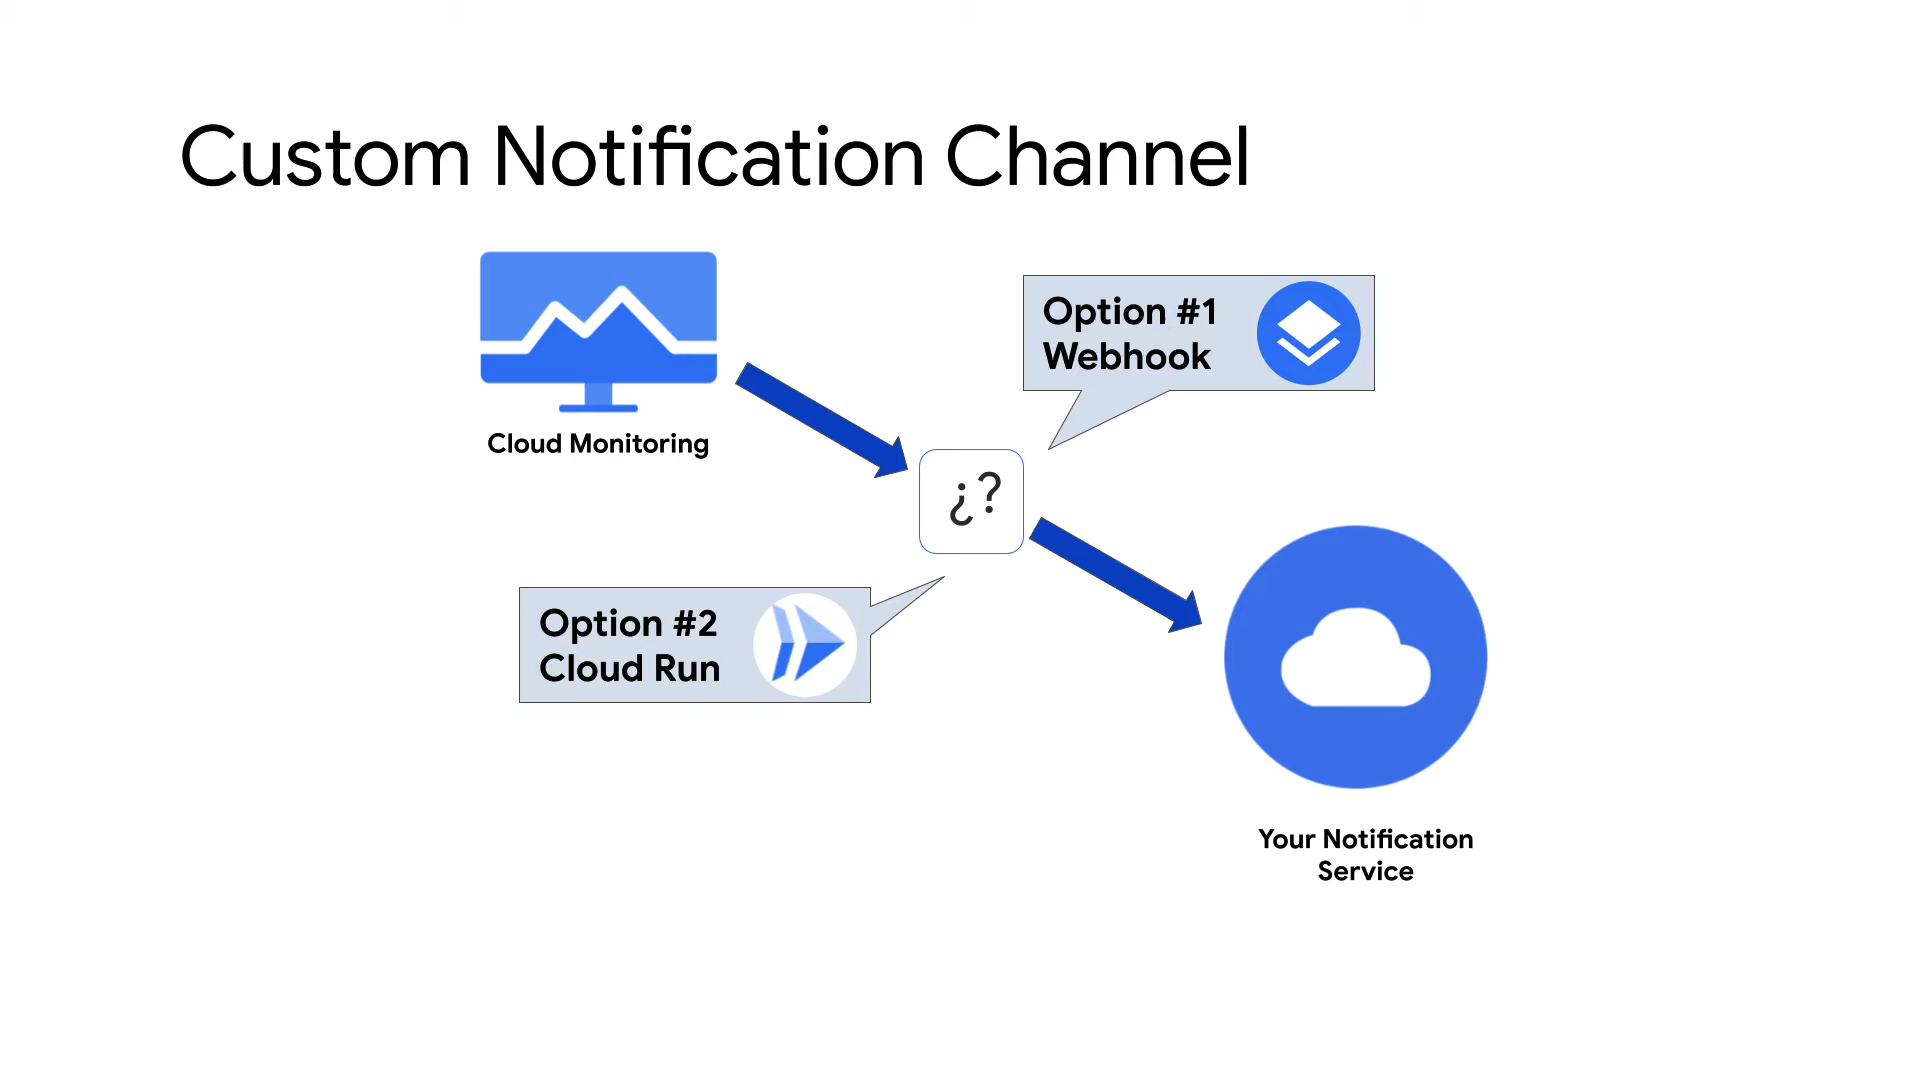 Custom Notification Channel
Cloud Monitoring
Option #1
Webhook
¿?
Option #2
Cloud Run
Your Notification
Service